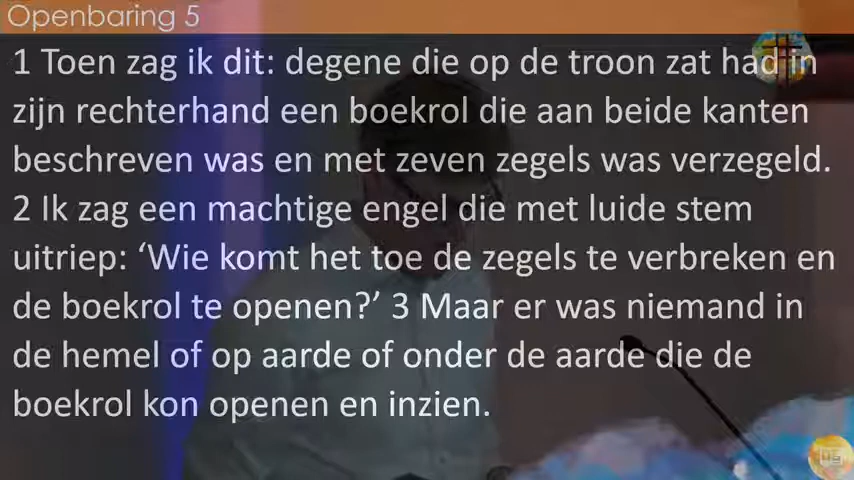 Openbaring 5
1 Toen zag ik dit: degene die op de troon zat had in
zijn rechterhand een boekrol die aan beide kanten
beschreven was en met zeven zegels was verzegeld.
2 Ik zag een machtige engel die met luide stem
uitriep: ‘Wie komt het toe de zegels te verbreken en
de boekrol te openen?’ 3 Maar er was niemand in
de hemel of op aarde of onder de aarde die de
boekrol kon openen en inzien.